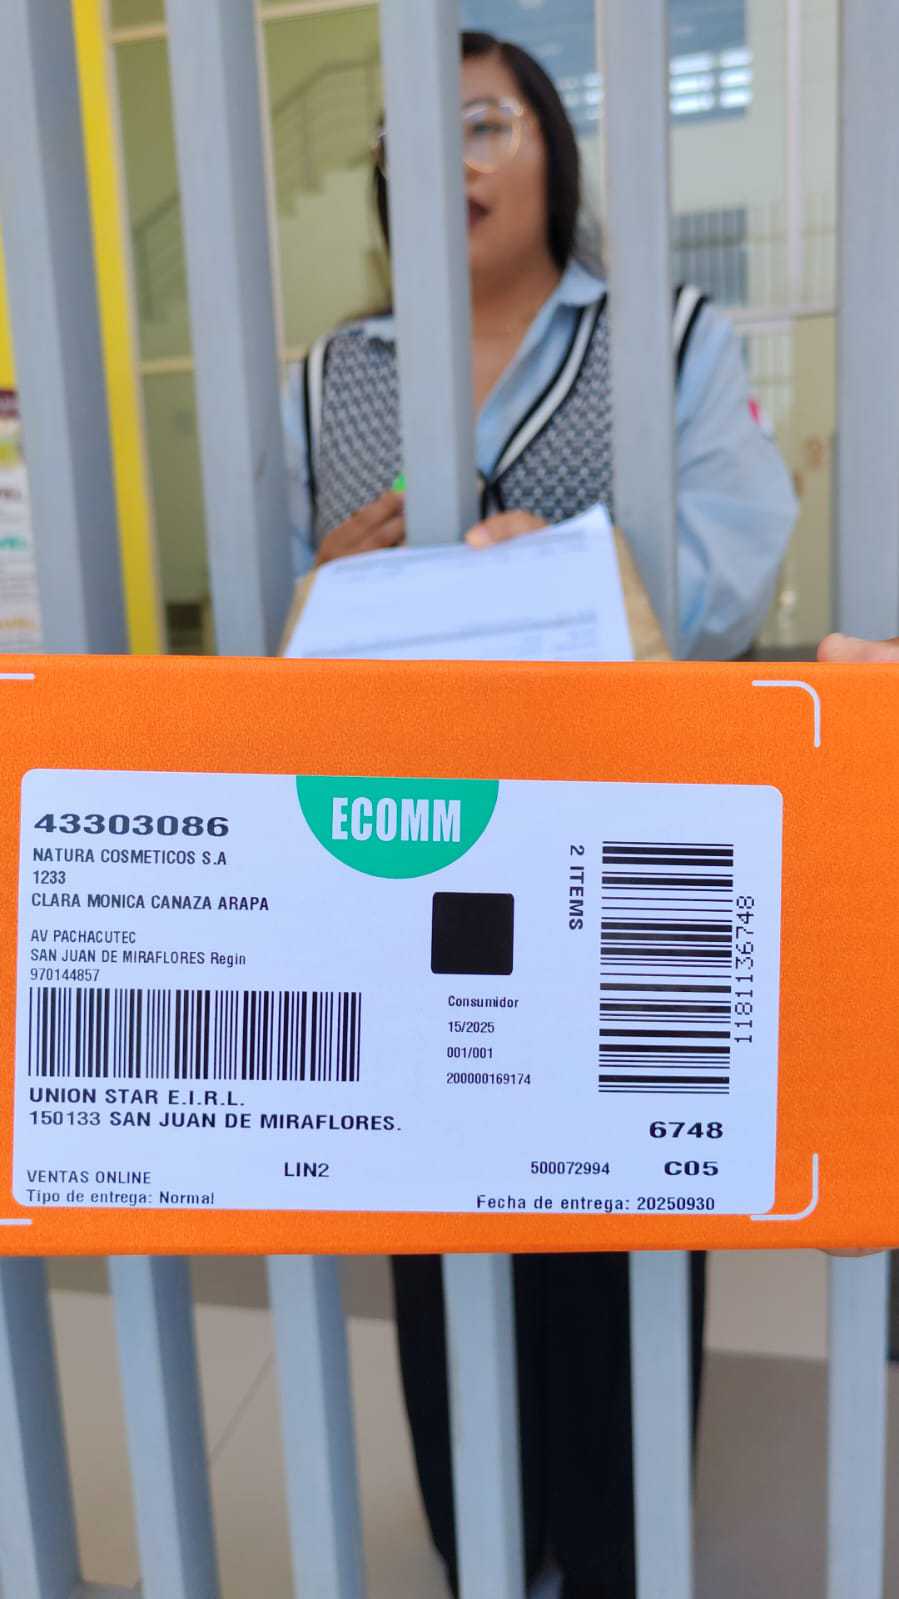 43303086
ECOMM
NATURA COSMETICOS S.A
1233
CLARA MONICA CANAZA ARAPA
AV PACHACUTEC
SAN JUAN DE MIRAFLORES Regin
970144857
2 ITEMS
1181136748
Consumidor
15/2025
001/001
200000169174
UNION STAR E.I.R.L.
150133 SAN JUAN DE MIRAFLORES.
6748
VENTAS ONLINE
LIN2
500072994
C05
Tipo de entrega: Normal
Fecha de entrega: 20250930